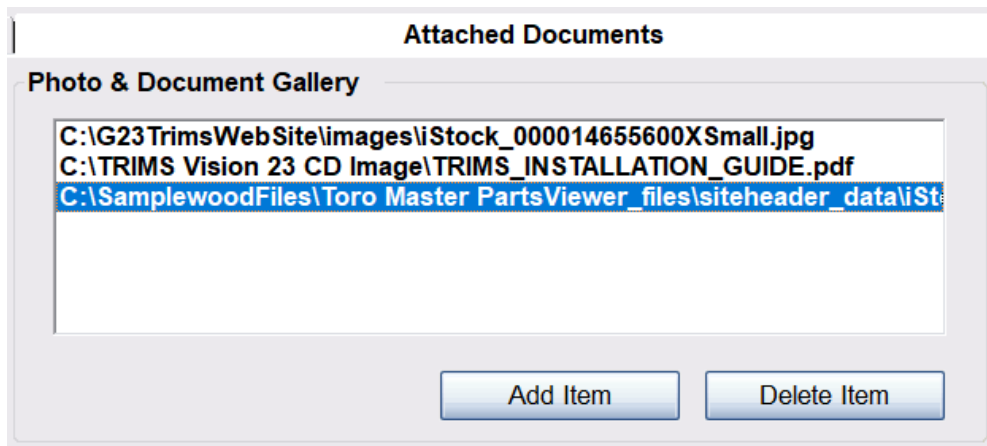 Attached Documents
Photo & Document Gallery
C:\G23TrimsWebSite\images\iStock_000014655600XSmall.jpg
C:\TRIMS Vision 23 CD Image\TRIMS_INSTALLATION_GUIDE.pdf
C:\SamplewoodFiles\Toro Master PartsViewer_files\siteheader_data\iSt
Add Item Delete Item